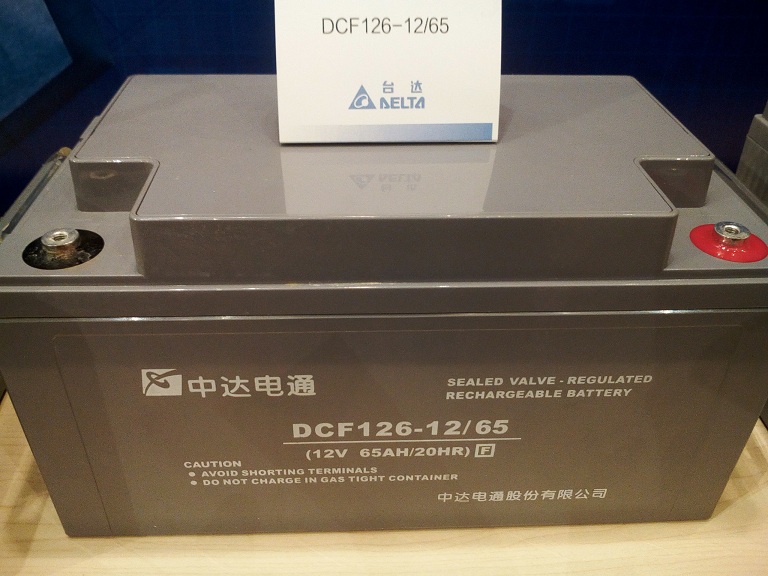 DCF126-12/65
台达
DELTA
中达电通
SEALED VALVE - REGULATED
RECHARGEABLE BATTERY
DCF126-12/65
(12V 65AH/20HR) F
CAUTION
● AVOID SHORTING TERMINALS
● DO NOT CHARGE IN GAS TIGHT CONTAINER
中达电通股份有限公司